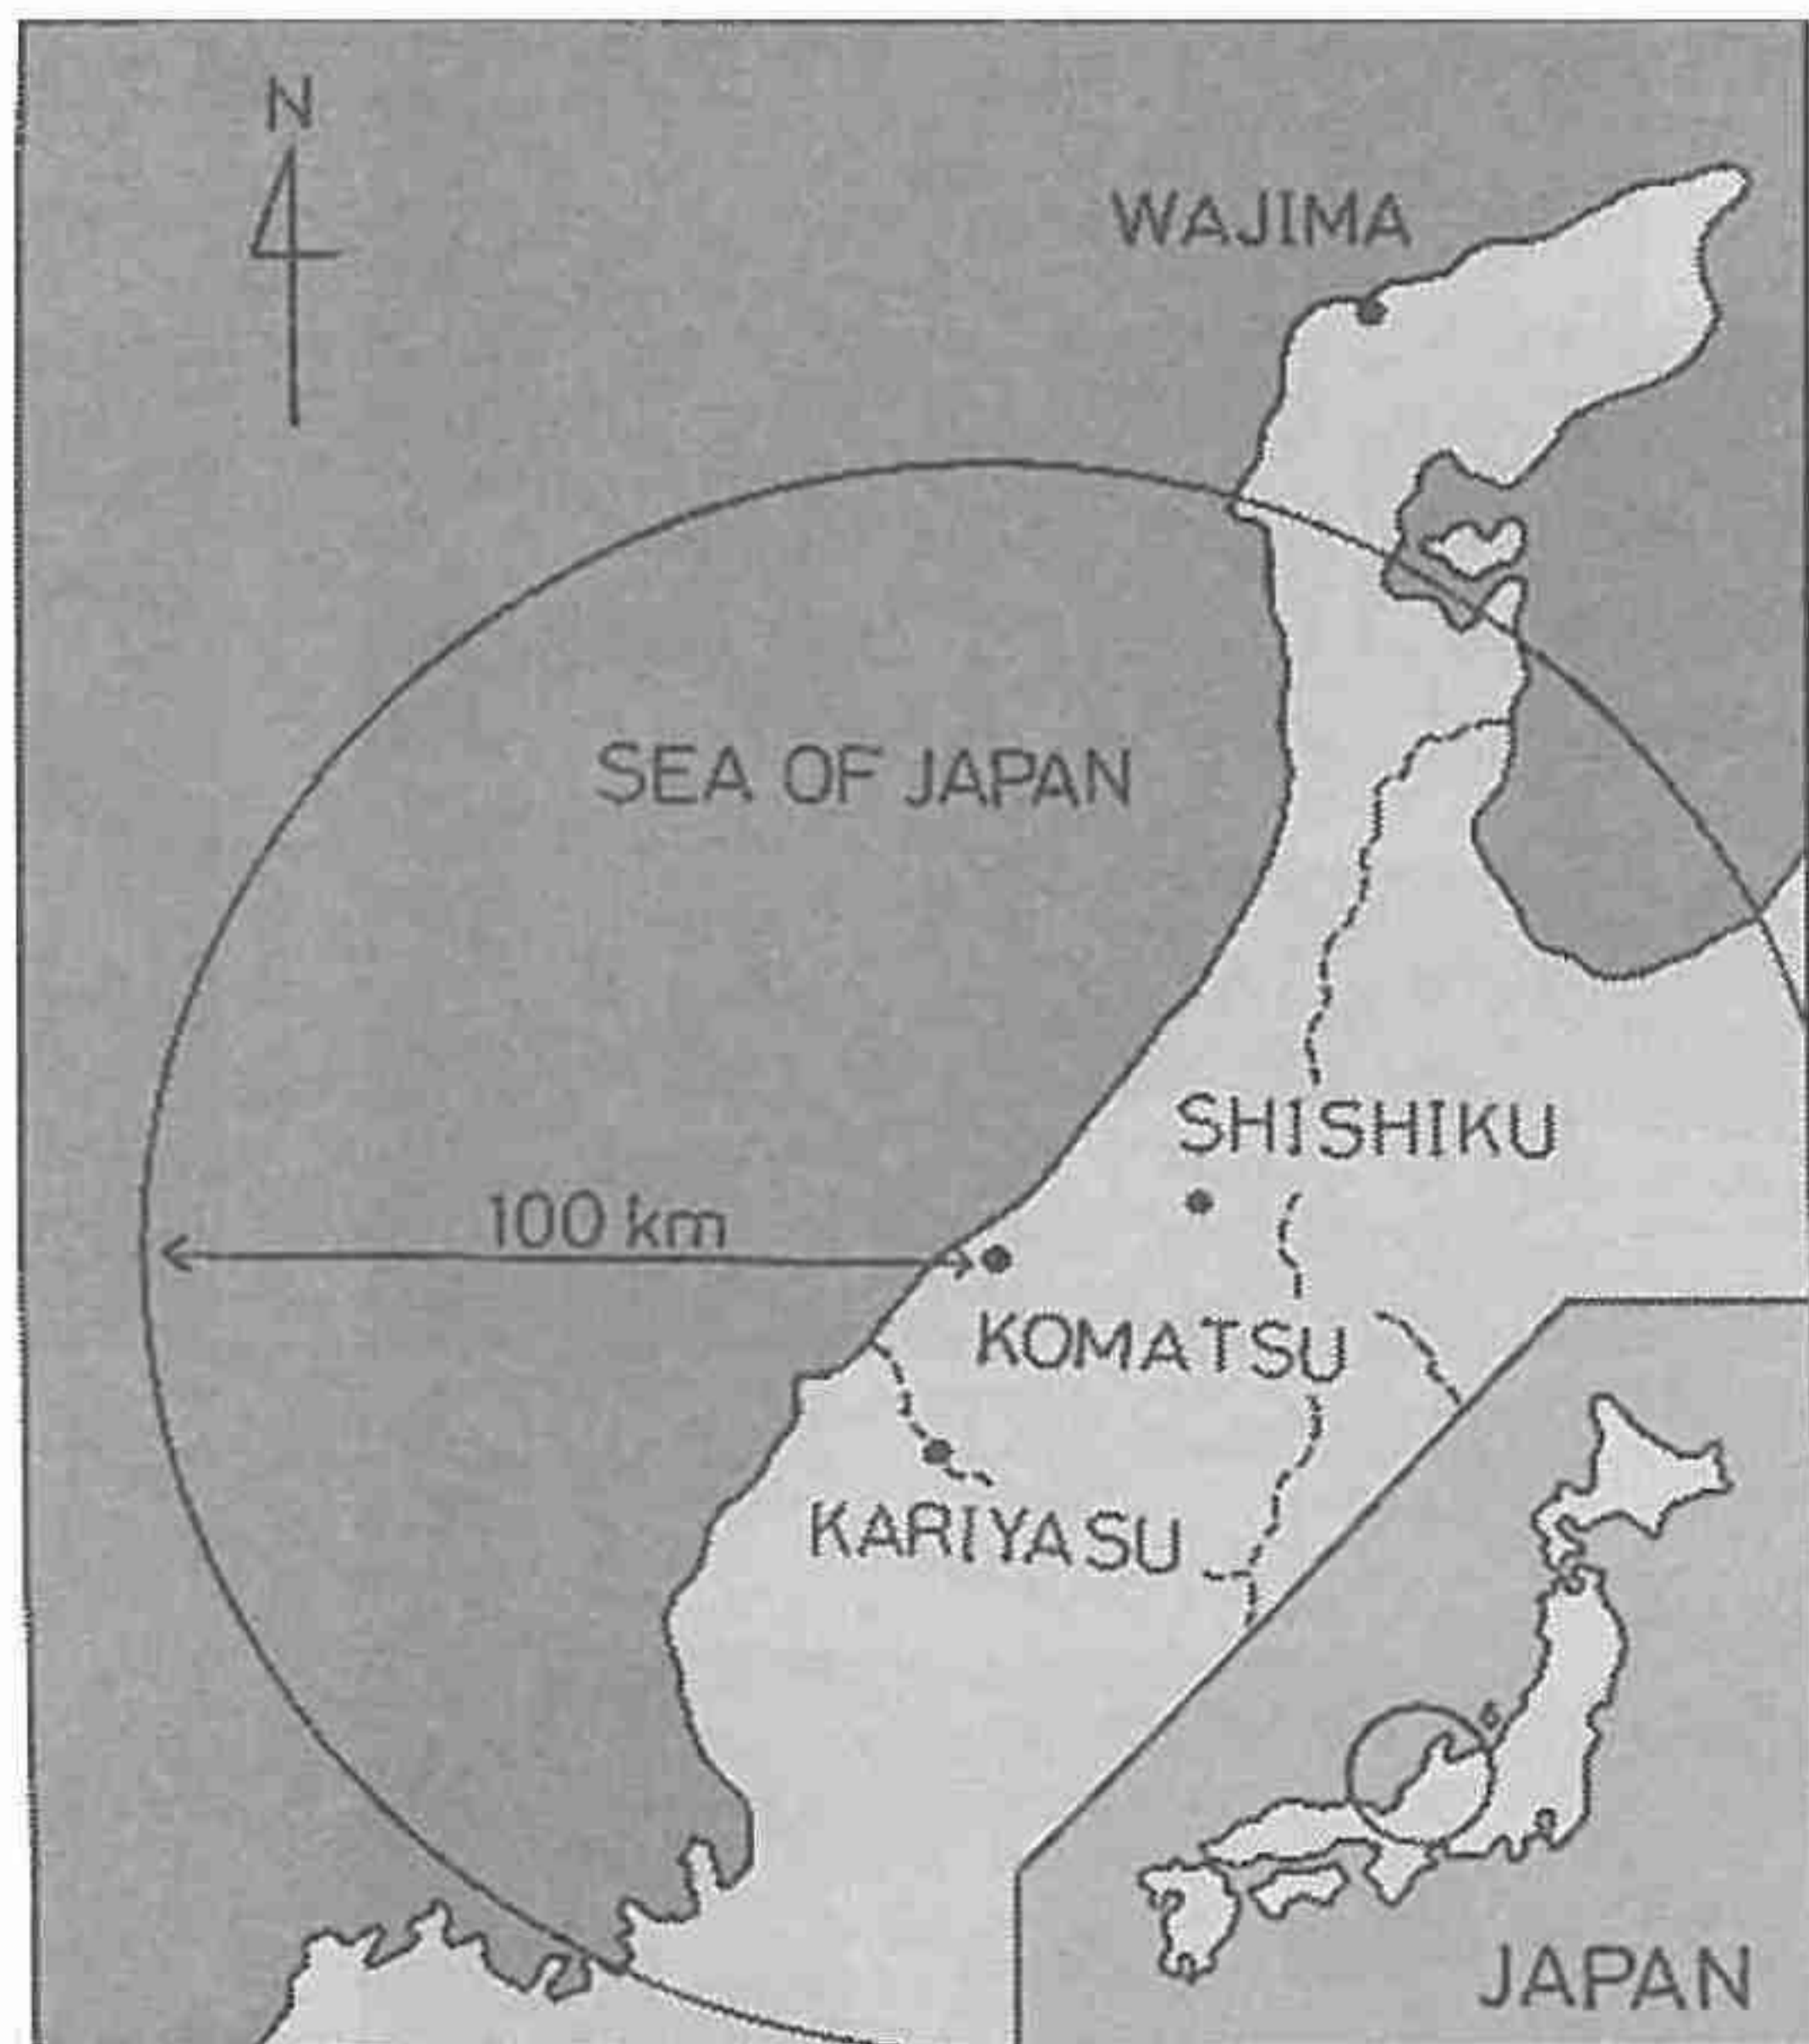 N
WAJIMA
SEA OF JAPAN
SHISHIKU
100 km
KOMATSU
KARIYASU
JAPAN